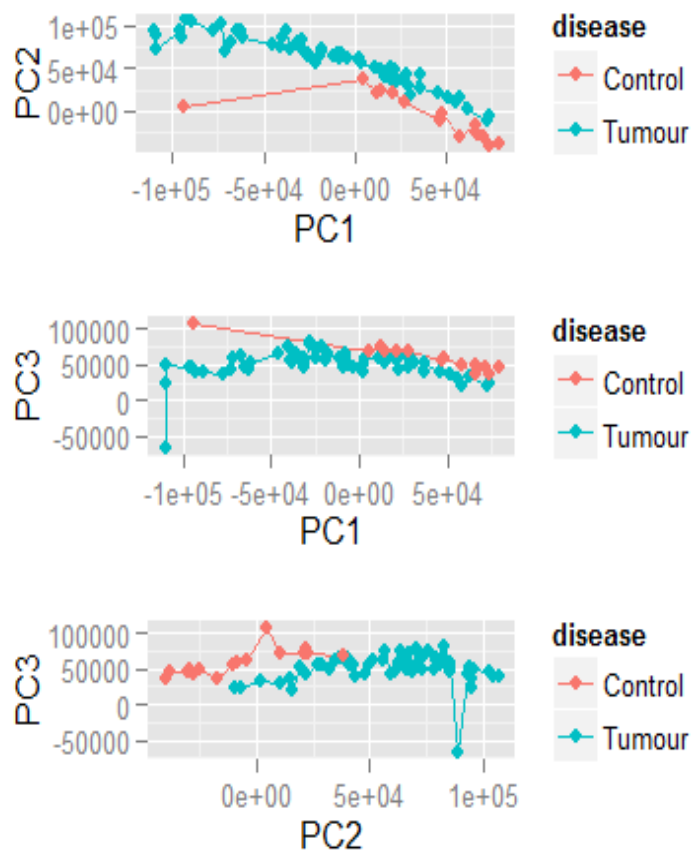 PC2
1e+05
5e+04
0e+00
-1e+05 -5e+04 0e+00 5e+04
PC1
disease
Control
Tumour
PC3
100000
50000
0
-50000
-1e+05 -5e+04 0e+00 5e+04
PC1
disease
Control
Tumour
PC3
100000
50000
0
-50000
0e+00 5e+04 1e+05
PC2
disease
Control
Tumour